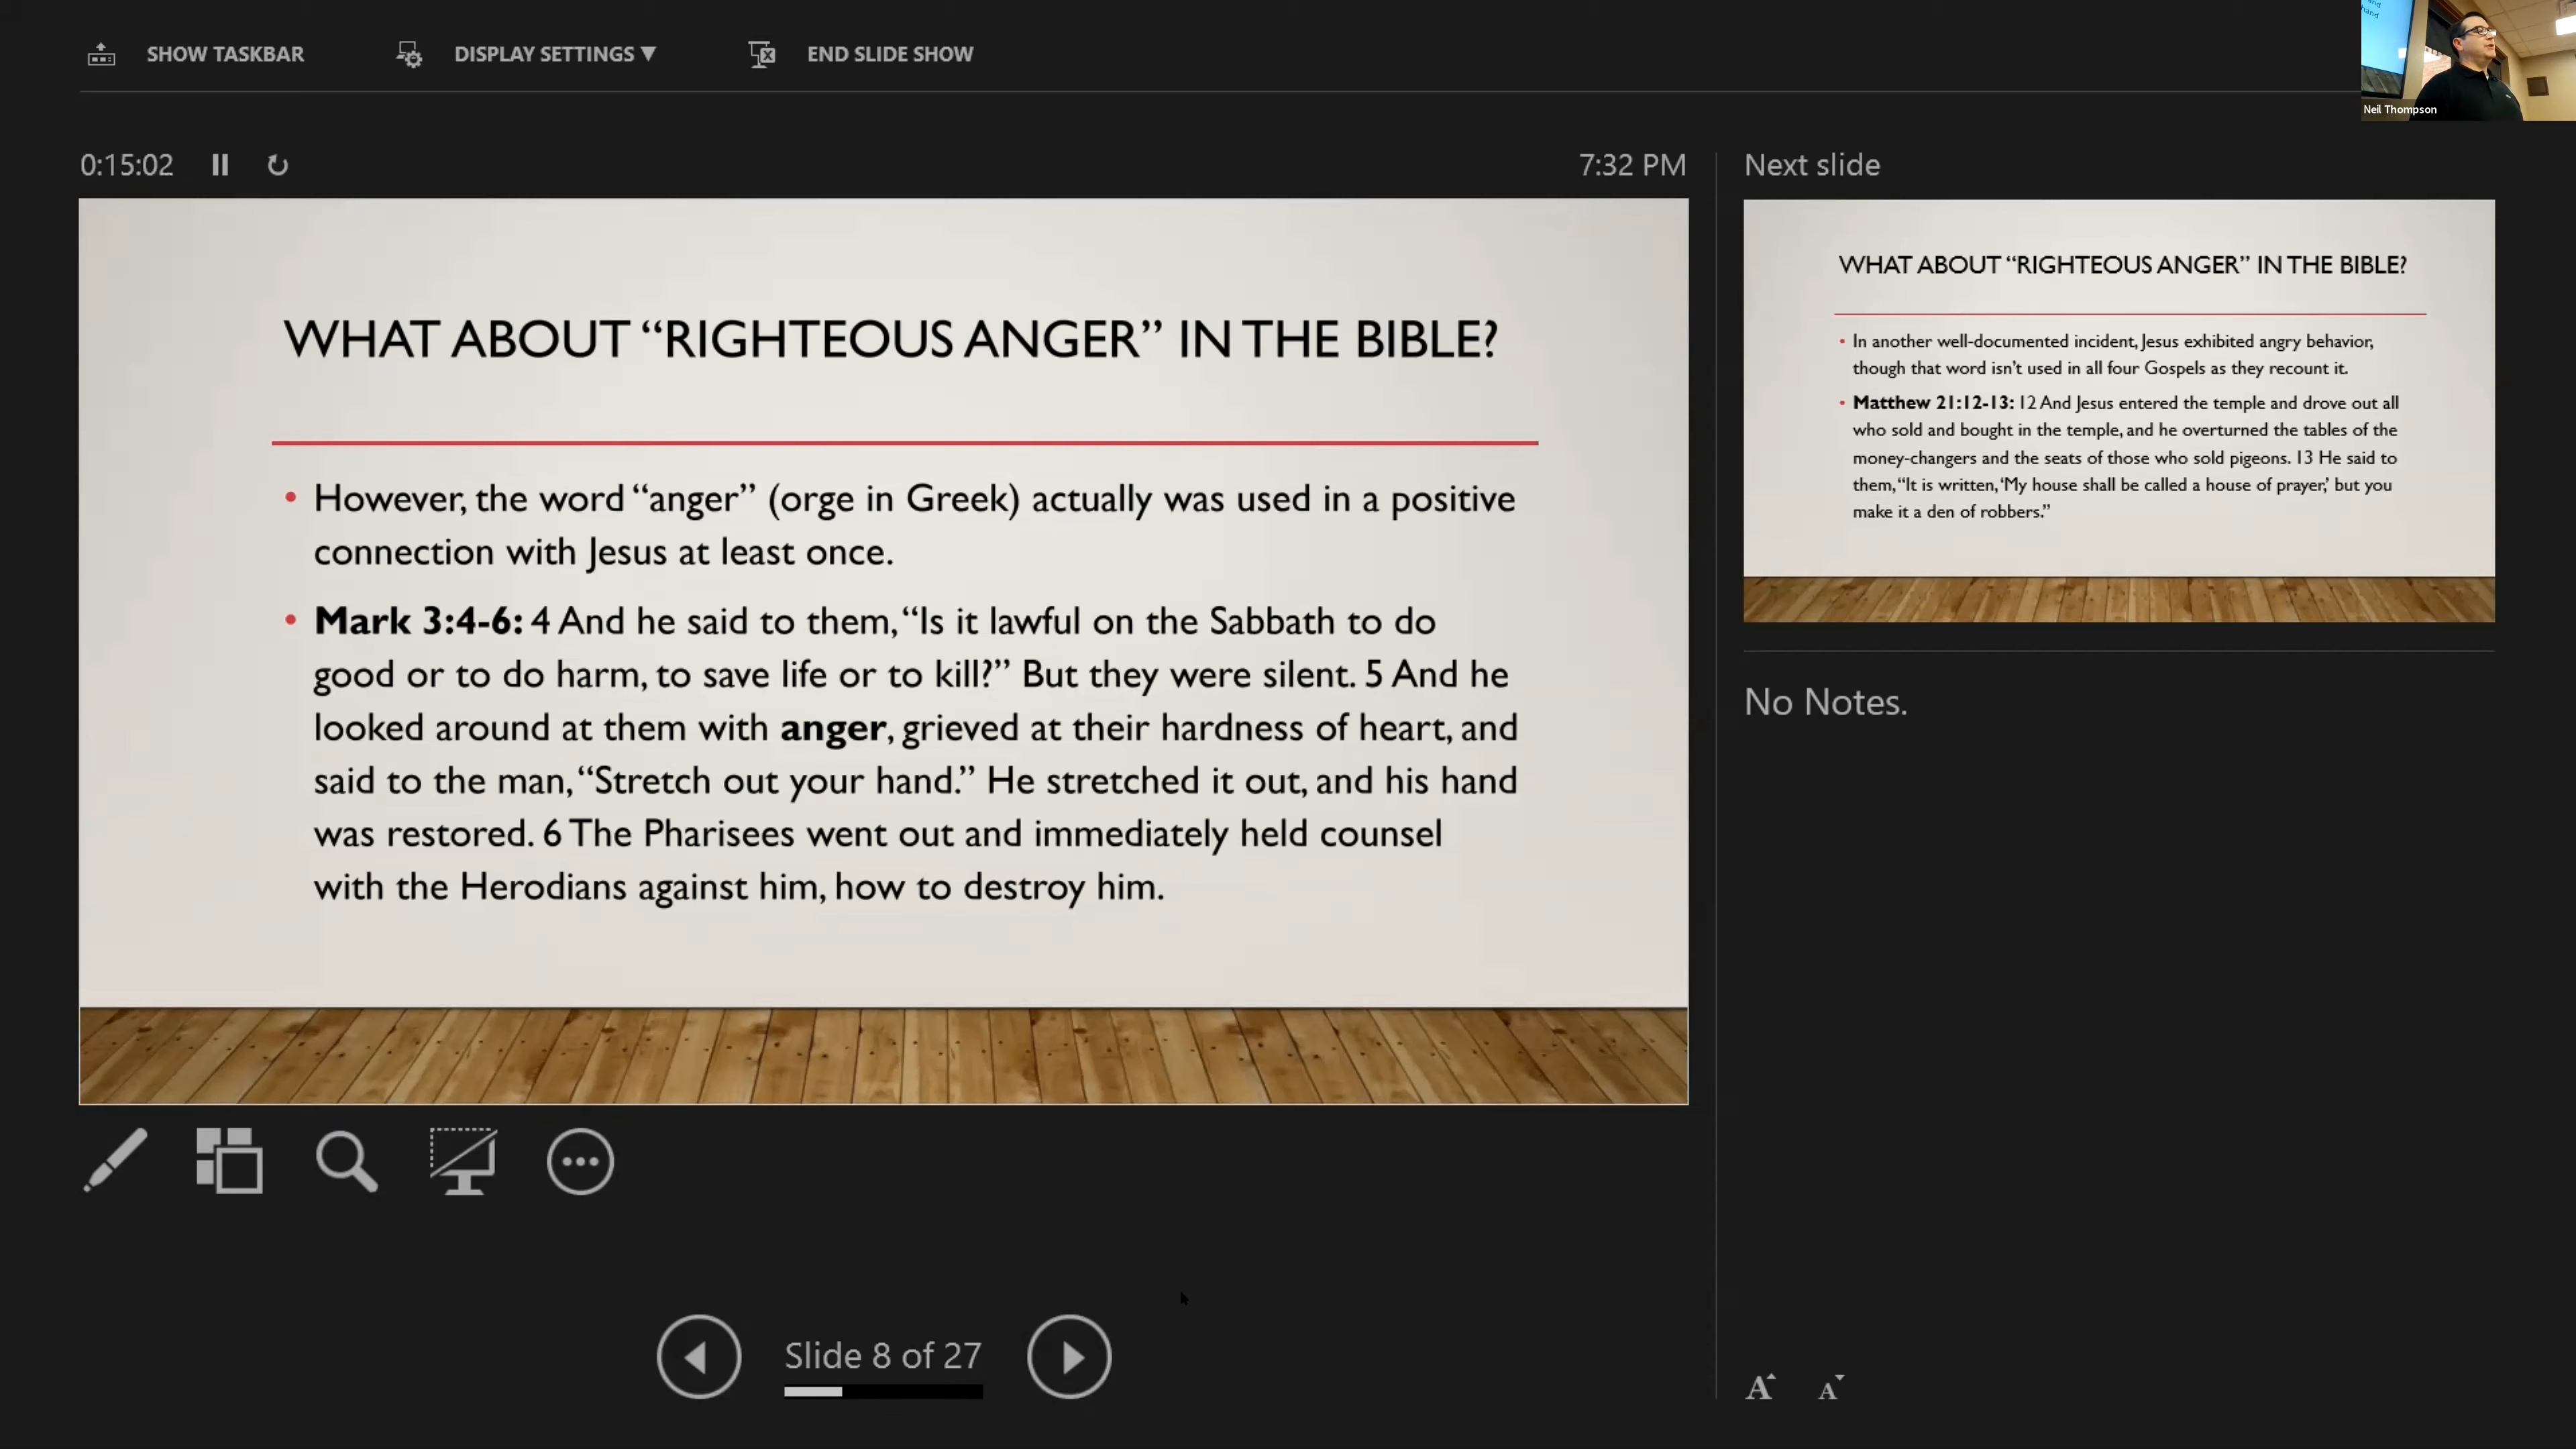 SHOW TASKBAR
DISPLAY SETTINGS ▼
END SLIDE SHOW
hand
Neil Thompson
0:15:02
7:32 PM
WHAT ABOUT “RIGHTEOUS ANGER” IN THE BIBLE?
• However, the word “anger” (orge in Greek) actually was used in a positive
connection with Jesus at least once.
• Mark 3:4-6: 4 And he said to them, “Is it lawful on the Sabbath to do
good or to do harm, to save life or to kill?” But they were silent. 5 And he
looked around at them with anger, grieved at their hardness of heart, and
said to the man, “Stretch out your hand.” He stretched it out, and his hand
was restored. 6 The Pharisees went out and immediately held counsel
with the Herodians against him, how to destroy him.
Slide 8 of 27
Next slide
WHAT ABOUT “RIGHTEOUS ANGER” IN THE BIBLE?
• In another well-documented incident, Jesus exhibited angry behavior,
though that word isn’t used in all four Gospels as they recount it.
• Matthew 21:12-13: 12 And Jesus entered the temple and drove out all
who sold and bought in the temple, and he overturned the tables of the
money-changers and the seats of those who sold pigeons. 13 He said to
them, “It is written, ‘My house shall be called a house of prayer,’ but you
make it a den of robbers.”
No Notes.
A A